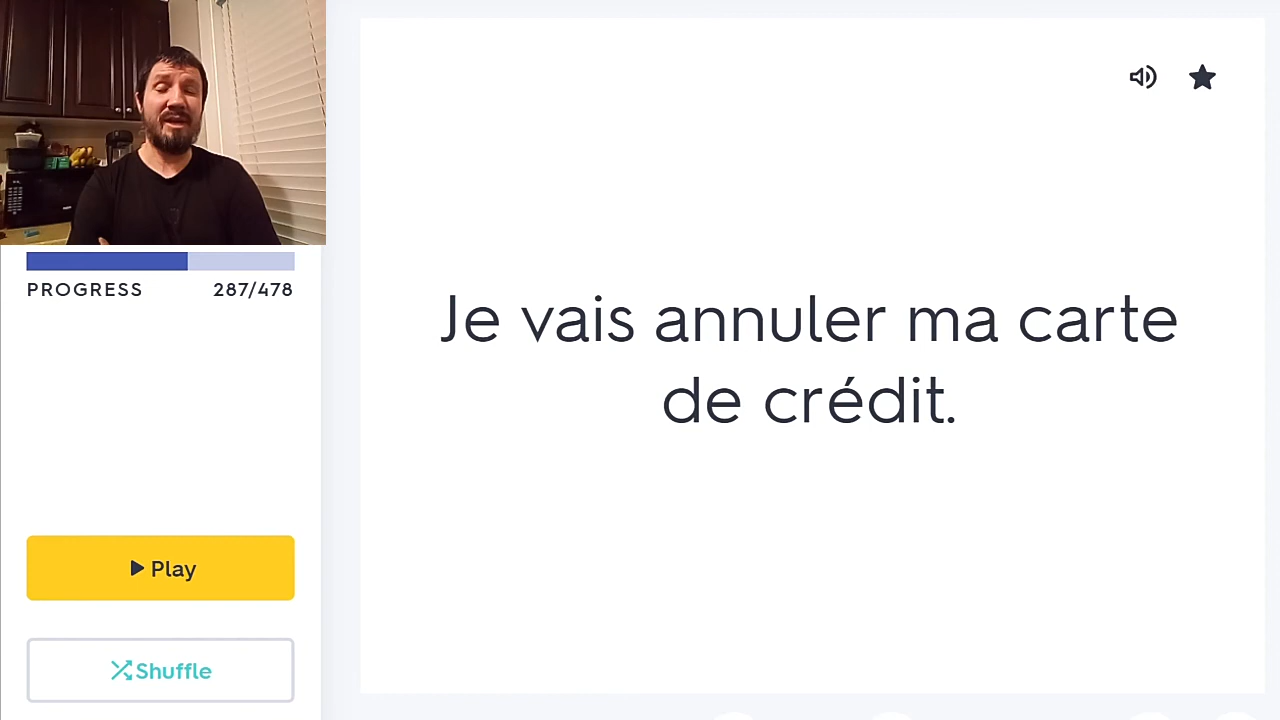 PROGRESS 287/478
Play
Shuffle
Je vais annuler ma carte
de crédit.